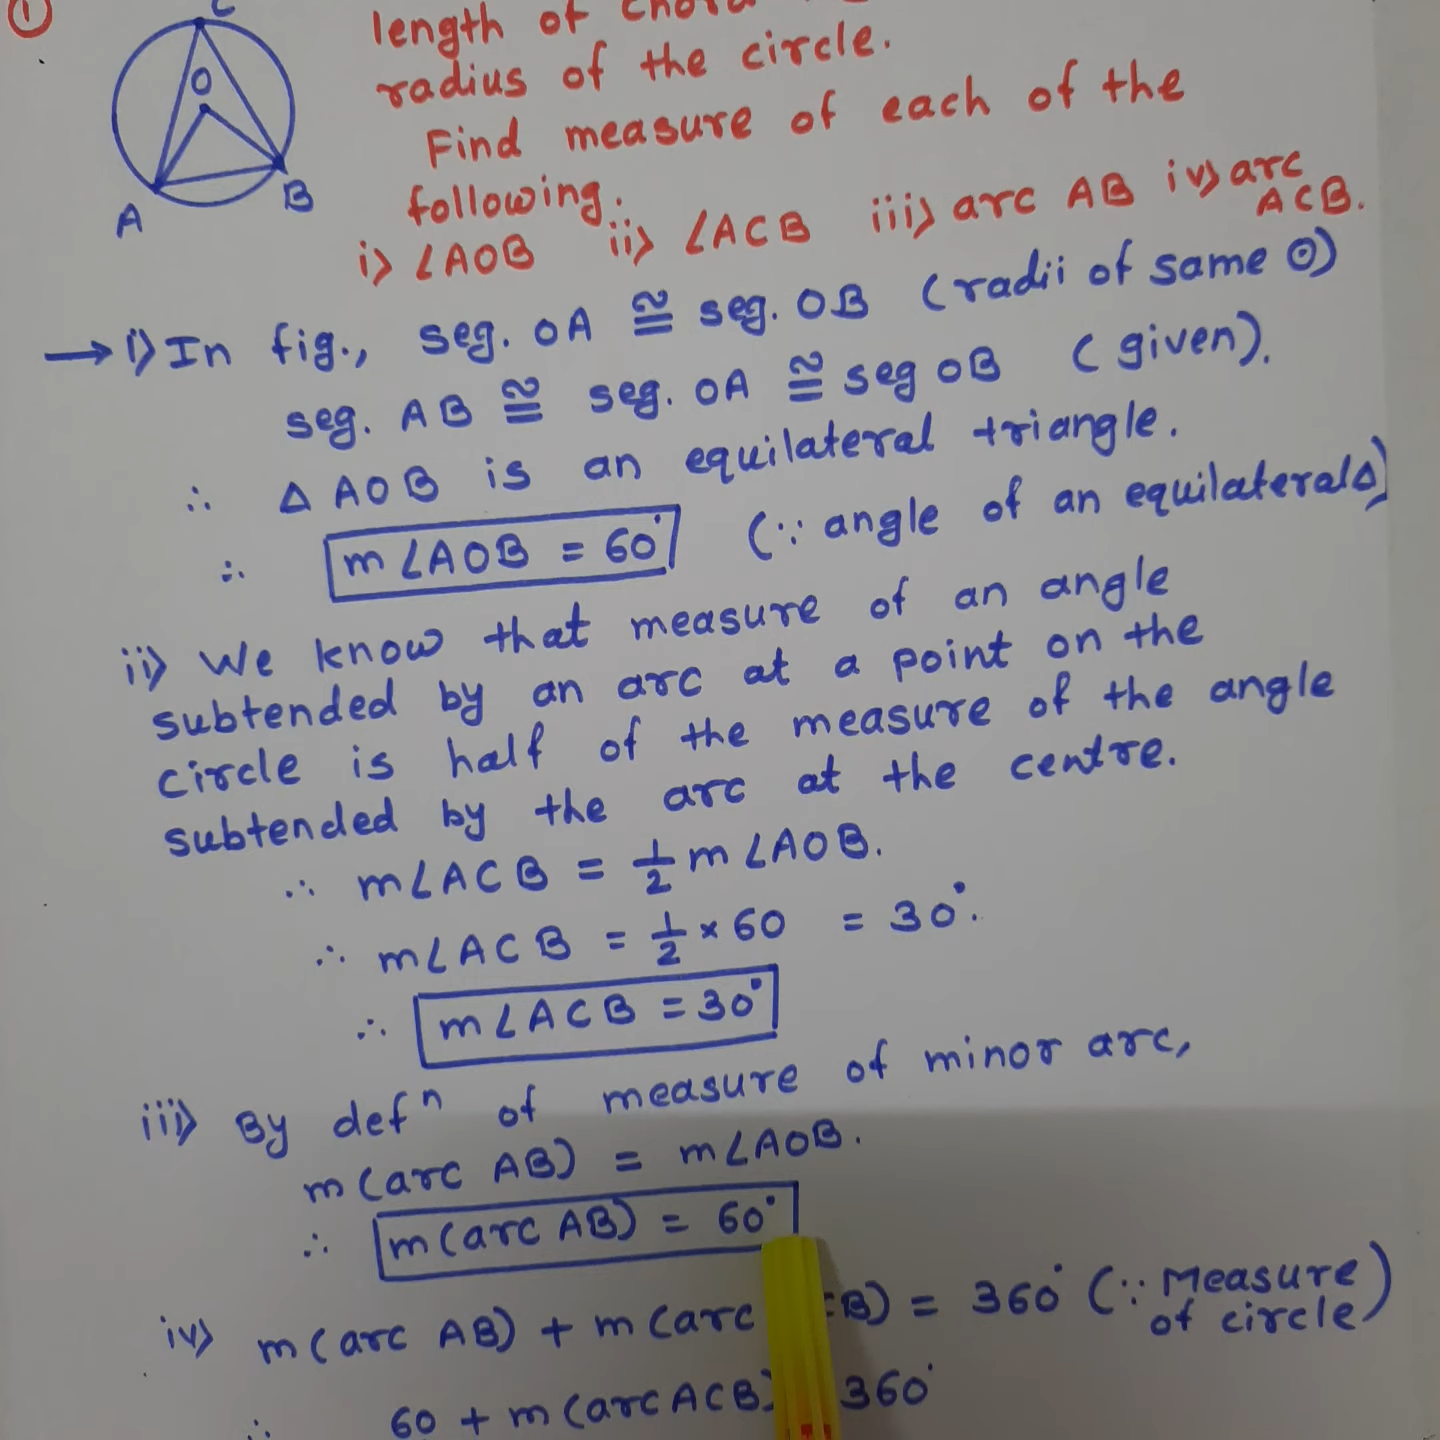 1
C
O
A
B
length of chord
radius of the circle.
Find measure of each of the
following.
i> ∠AOB ii> ∠ACB iii> arc AB iv> arc ACB.
→ i) In fig., seg. OA ≅ seg. OB (radii of same ⊙)
seg. AB ≅ seg. OA ≅ seg OB (given).
∴ △ AOB is an equilateral triangle.
∴ m∠AOB = 60° (∵ angle of an equilateral△)
ii) We know that measure of an angle
subtended by an arc at a point on the
circle is half of the measure of the angle
subtended by the arc at the centre.
∴ m∠ACB = 1/2 m∠AOB.
∴ m∠ACB = 1/2 × 60 = 30°.
∴ m∠ACB = 30°
iii) By defⁿ of measure of minor arc,
m(arc AB) = m∠AOB.
∴ m(arc AB) = 60°
iv) m(arc AB) + m(arc CB) = 360° (∵ Measure of circle)
∴ 60 + m(arc ACB) 360°